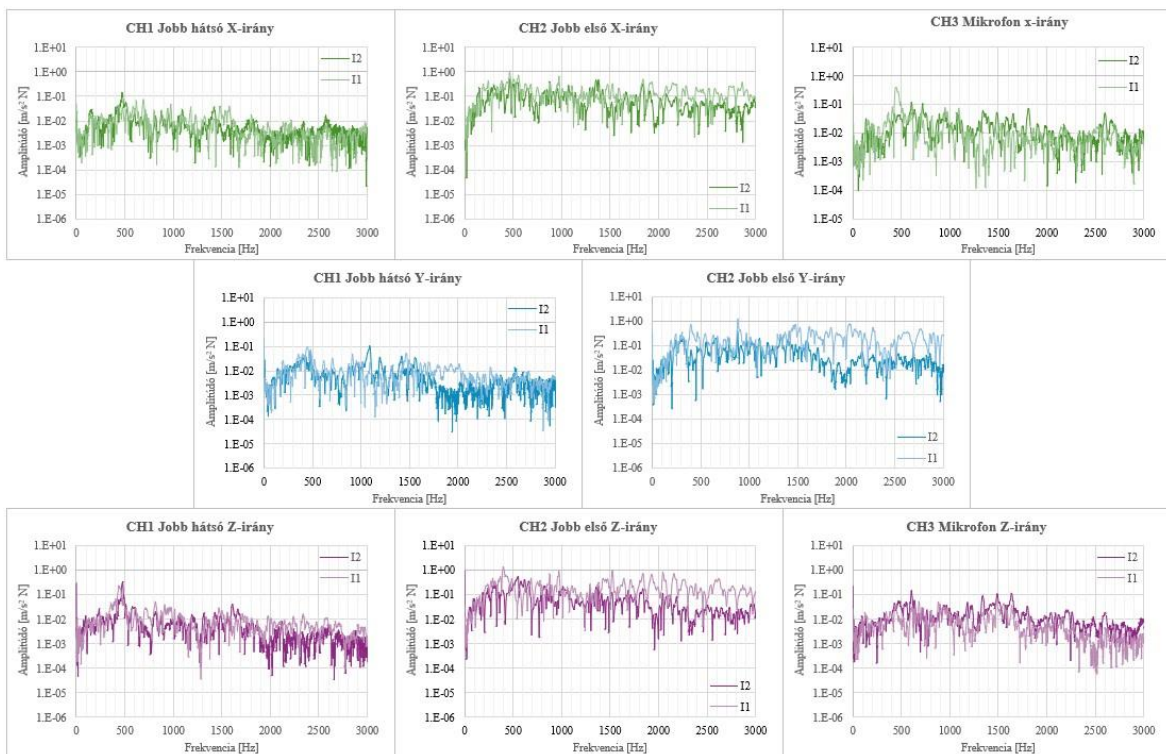 CH1 Jobb hátsó X-irány
1.E+01
1.E+00
1.E-01
1.E-02
1.E-03
1.E-04
1.E-05
1.E-06
Amplitúdó [m/s² N]
I2
I1
0 500 1000 1500 2000 2500 3000
Frekvencia [Hz]
CH2 Jobb első X-irány
1.E+01
1.E+00
1.E-01
1.E-02
1.E-03
1.E-04
1.E-05
1.E-06
Amplitúdó [m/s² N]
I2
I1
0 500 1000 1500 2000 2500 3000
Frekvencia [Hz]
CH3 Mikrofon x-irány
1.E+01
1.E+00
1.E-01
1.E-02
1.E-03
1.E-04
1.E-05
Amplitúdó [m/s² N]
I2
I1
0 500 1000 1500 2000 2500 3000
Frekvencia [Hz]
CH1 Jobb hátsó Y-irány
1.E+01
1.E+00
1.E-01
1.E-02
1.E-03
1.E-04
1.E-05
1.E-06
Amplitúdó [m/s² N]
I2
I1
0 500 1000 1500 2000 2500 3000
Frekvencia [Hz]
CH2 Jobb első Y-irány
1.E+01
1.E+00
1.E-01
1.E-02
1.E-03
1.E-04
1.E-05
1.E-06
Amplitúdó [m/s² N]
I2
I1
0 500 1000 1500 2000 2500 3000
Frekvencia [Hz]
CH1 Jobb hátsó Z-irány
1.E+01
1.E+00
1.E-01
1.E-02
1.E-03
1.E-04
1.E-05
1.E-06
Amplitúdó [m/s² N]
I2
I1
0 500 1000 1500 2000 2500 3000
Frekvencia [Hz]
CH2 Jobb első Z-irány
1.E+01
1.E+00
1.E-01
1.E-02
1.E-03
1.E-04
1.E-05
1.E-06
Amplitúdó [m/s² N]
I2
I1
0 500 1000 1500 2000 2500 3000
Frekvencia [Hz]
CH3 Mikrofon Z-irány
1.E+01
1.E+00
1.E-01
1.E-02
1.E-03
1.E-04
1.E-05
1.E-06
Amplitúdó [m/s² N]
I2
I1
0 500 1000 1500 2000 2500 3000
Frekvencia [Hz]